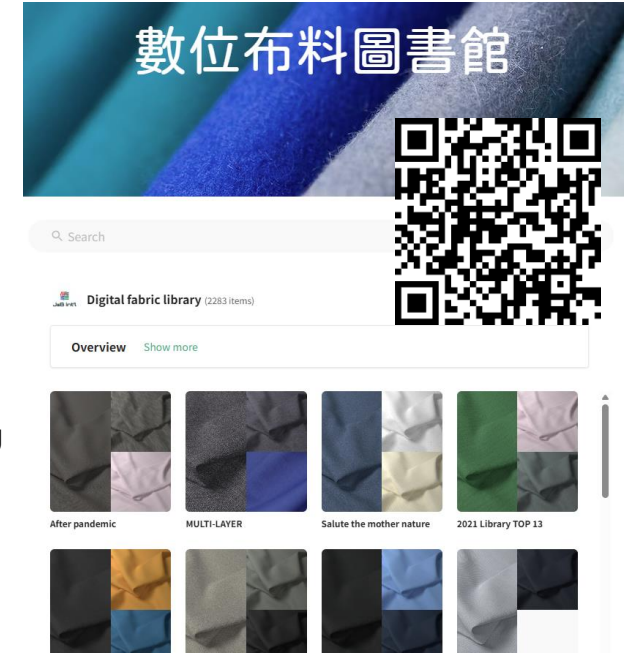 數位布料圖書館
Search
Digital fabric library (2283 items)
Overview Show more
After pandemic
MULTI-LAYER
Salute the mother nature
2021 Library TOP 13